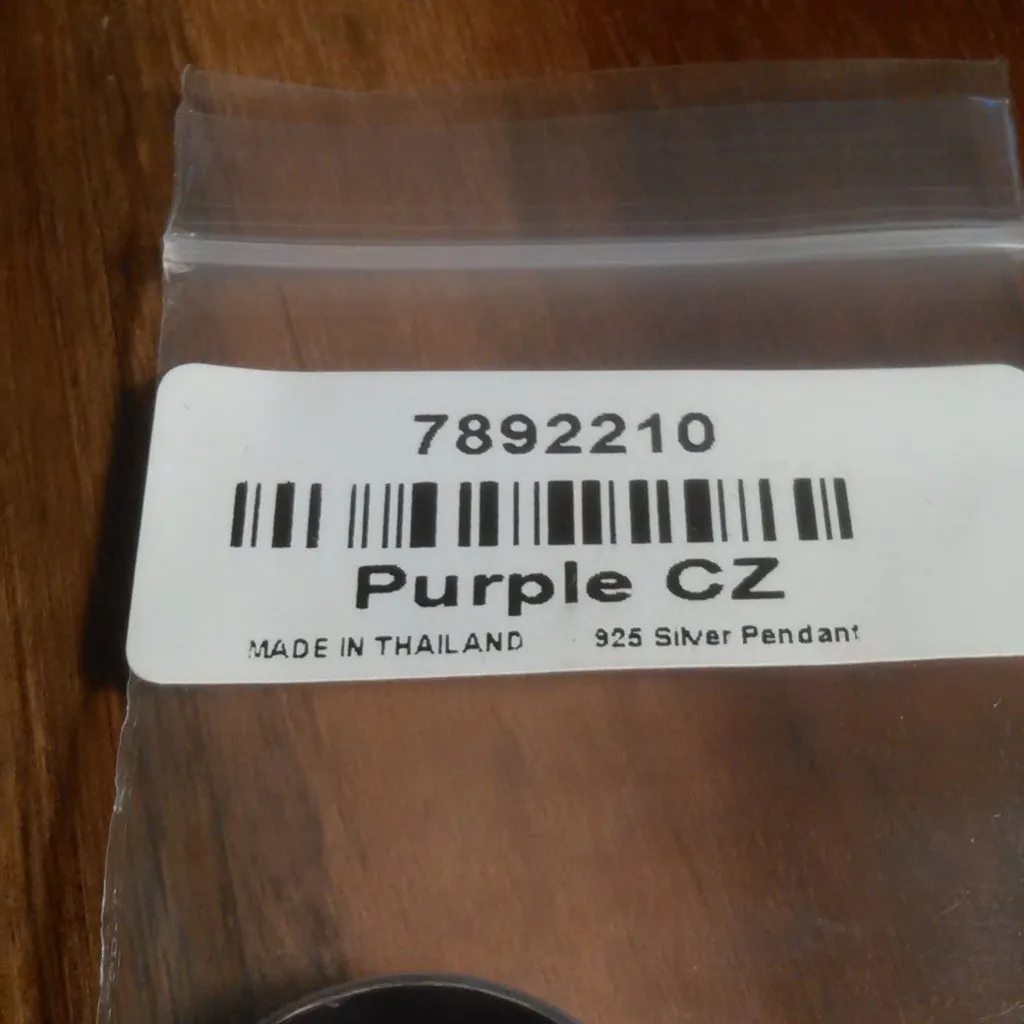 7892210
Purple CZ
MADE IN THAILAND 925 Silver Pendant